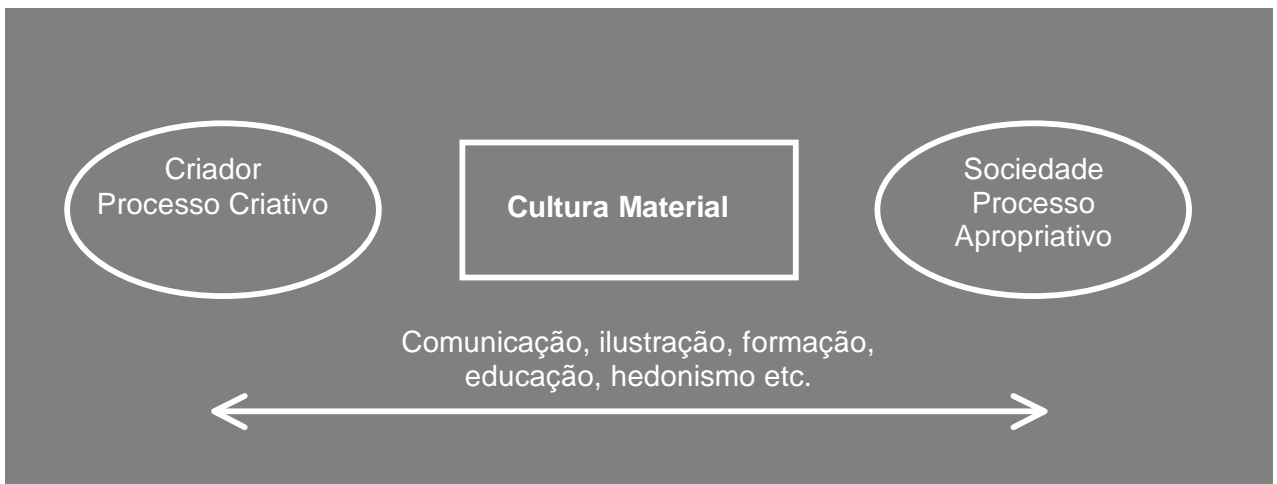 Criador
Processo Criativo
Cultura Material
Sociedade
Processo
Apropriativo
Comunicação, ilustração, formação,
educação, hedonismo etc.